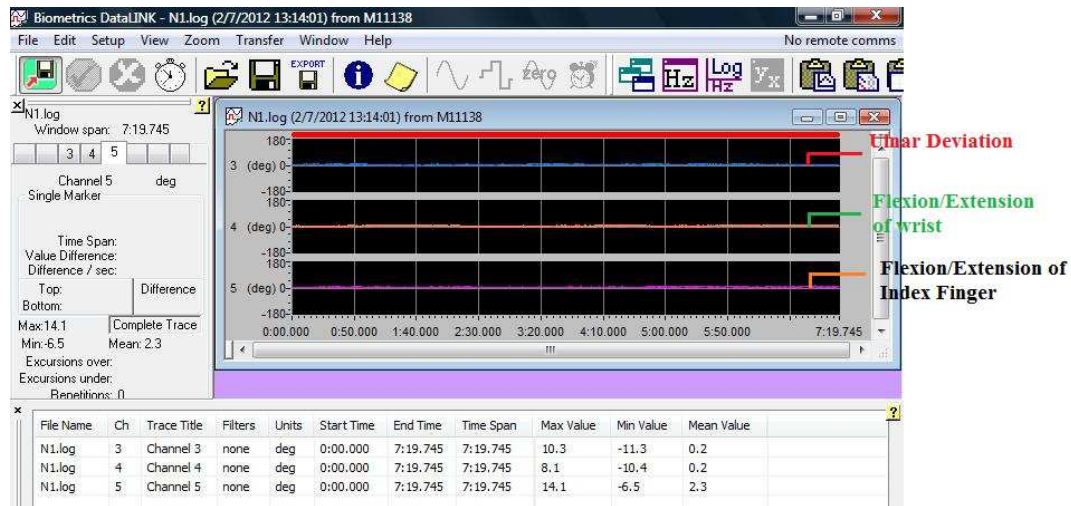 Biometrics DataLINK - N1.log (2/7/2012 13:14:01) from M11138
File Edit Setup View Zoom Transfer Window Help No remote comms
EXPORT zero Hz Log Hz yx
N1.log
Window span: 7:19.745
3 4 5
Channel 5 deg
Single Marker
Time Span:
Value Difference:
Difference / sec:
Top: Difference
Bottom:
Max:14.1 Complete Trace
Min:-6.5 Mean: 2.3
Excursions over:
Excursions under:
Repetitions: 0
N1.log (2/7/2012 13:14:01) from M11138
180
3 (deg) 0
-180
180
4 (deg) 0
-180
180
5 (deg) 0
-180
0:00.000 0:50.000 1:40.000 2:30.000 3:20.000 4:10.000 5:00.000 5:50.000 7:19.745
Ulnar Deviation
Flexion/Extension
of wrist
Flexion/Extension of
Index Finger
File Name Ch Trace Title Filters Units Start Time End Time Time Span Max Value Min Value Mean Value
N1.log 3 Channel 3 none deg 0:00.000 7:19.745 7:19.745 10.3 -11.3 0.2
N1.log 4 Channel 4 none deg 0:00.000 7:19.745 7:19.745 8.1 -10.4 0.2
N1.log 5 Channel 5 none deg 0:00.000 7:19.745 7:19.745 14.1 -6.5 2.3